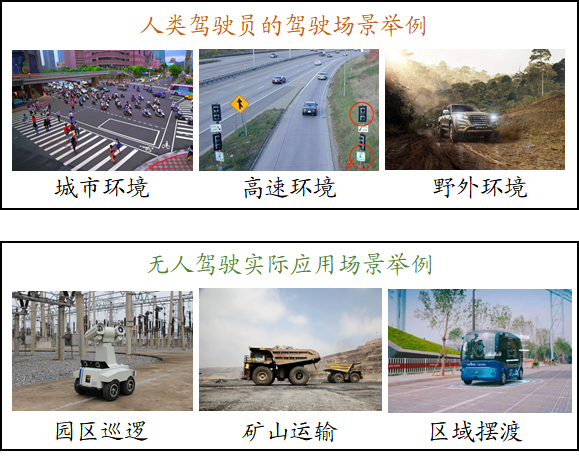 人类驾驶员的驾驶场景举例
城市环境
高速环境
野外环境
无人驾驶实际应用场景举例
园区巡逻
矿山运输
区域摆渡